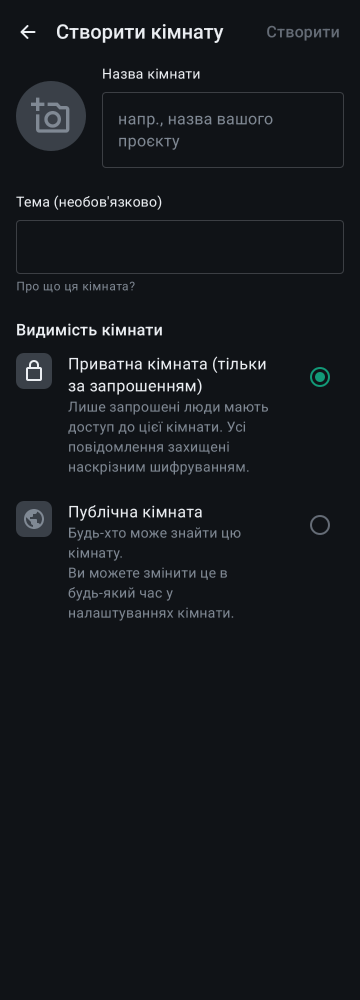 Створити кімнату
Створити
Назва кімнати
напр., назва вашого
проєкту
Тема (необов'язково)
Про що ця кімната?
Видимість кімнати
Приватна кімната (тільки
за запрошенням)
Лише запрошені люди мають
доступ до цієї кімнати. Усі
повідомлення захищені
наскрізним шифруванням.
Публічна кімната
Будь-хто може знайти цю
кімнату.
Ви можете змінити це в
будь-який час у
налаштуваннях кімнати.